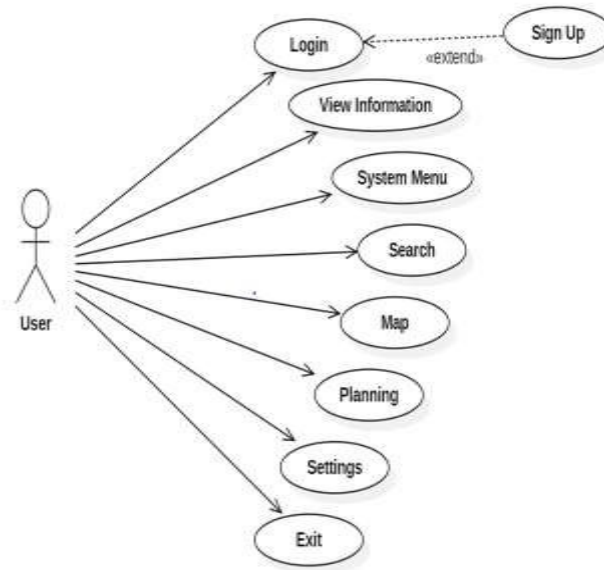 Sign Up
Login
«extend»
View Information
System Menu
Search
Map
User
Planning
Settings
Exit